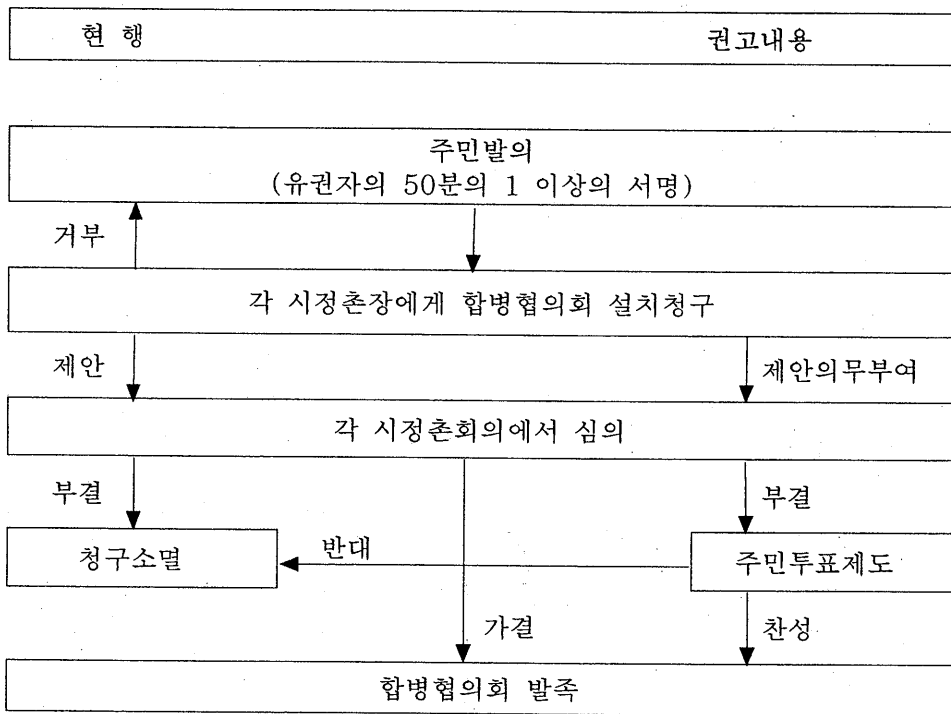 현 행 권고내용
주민발의
(유권자의 50분의 1 이상의 서명)
거부
각 시정촌장에게 합병협의회 설치청구
제안 제안의무부여
각 시정촌회의에서 심의
부결 부결
청구소멸 반대 주민투표제도
가결 찬성
합병협의회 발족